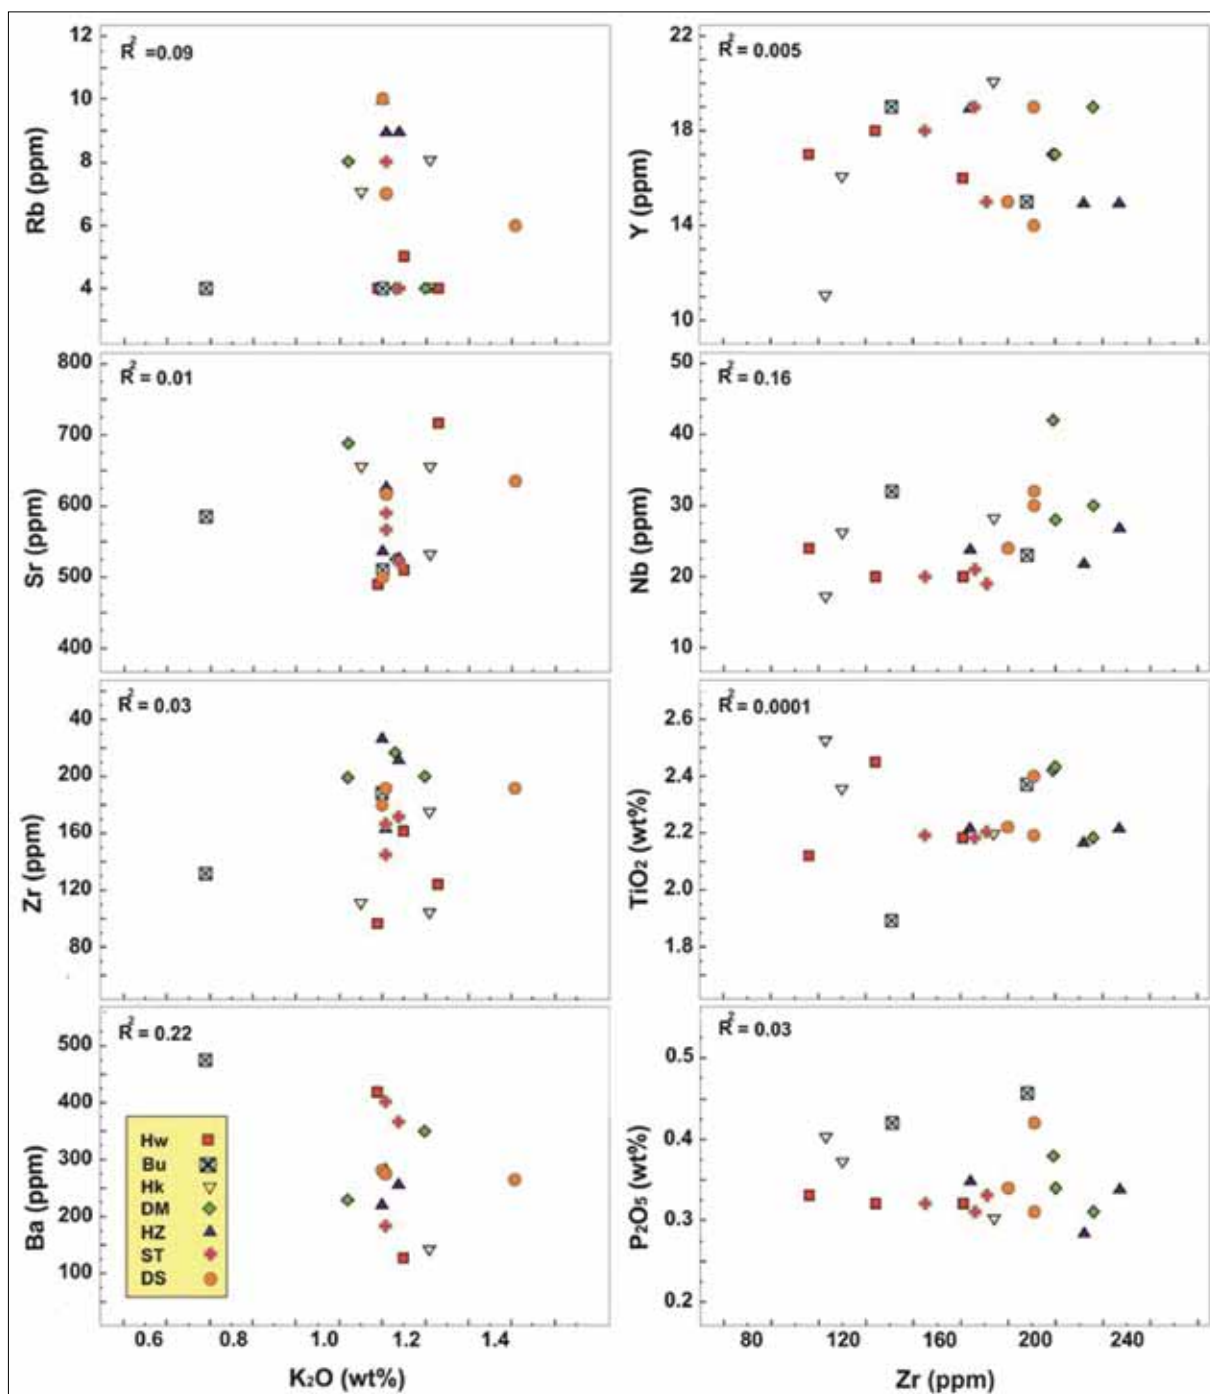 R² =0.09
12
10
8
6
4
Rb (ppm)
R² = 0.005
22
18
14
10
Y (ppm)
R² = 0.01
800
700
600
500
400
Sr (ppm)
R² = 0.16
50
40
30
20
10
Nb (ppm)
R² = 0.03
40
200
160
120
80
Zr (ppm)
R² = 0.0001
2.6
2.4
2.2
2.0
1.8
TiO₂ (wt%)
R² = 0.22
500
400
300
200
100
Ba (ppm)
Hw
Bu
Hk
DM
HZ
ST
DS
R² = 0.03
0.5
0.4
0.3
0.2
P₂O₅ (wt%)
0.6 0.8 1.0 1.2 1.4
K₂O (wt%)
80 120 160 200 240
Zr (ppm)